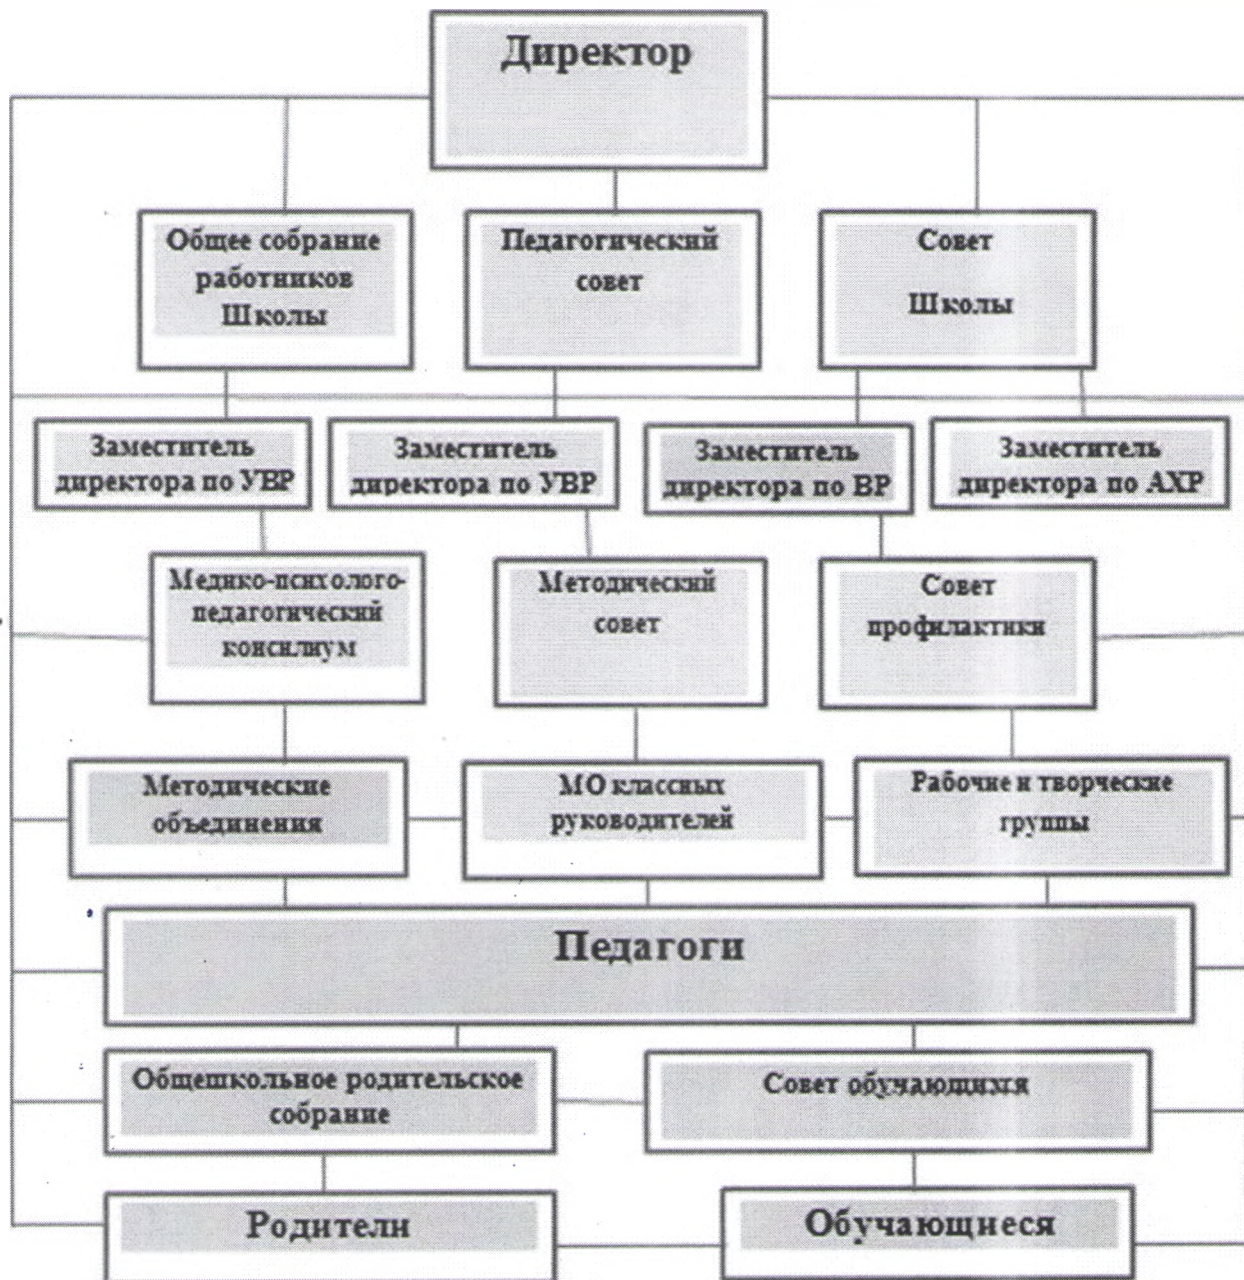 Директор
Общее собрание
работников
Школы
Педагогический
совет
Совет
Школы
Заместитель
директора по УВР
Заместитель
директора по УВР
Заместитель
директора по ВР
Заместитель
директора по АХР
Медико-психолого-
педагогический
консилиум
Методический
совет
Совет
профилактики
Методические
объединения
МО классных
руководителей
Рабочие и творческие
группы
Педагоги
Общешкольное родительское
собрание
Совет обучающихся
Родители
Обучающиеся